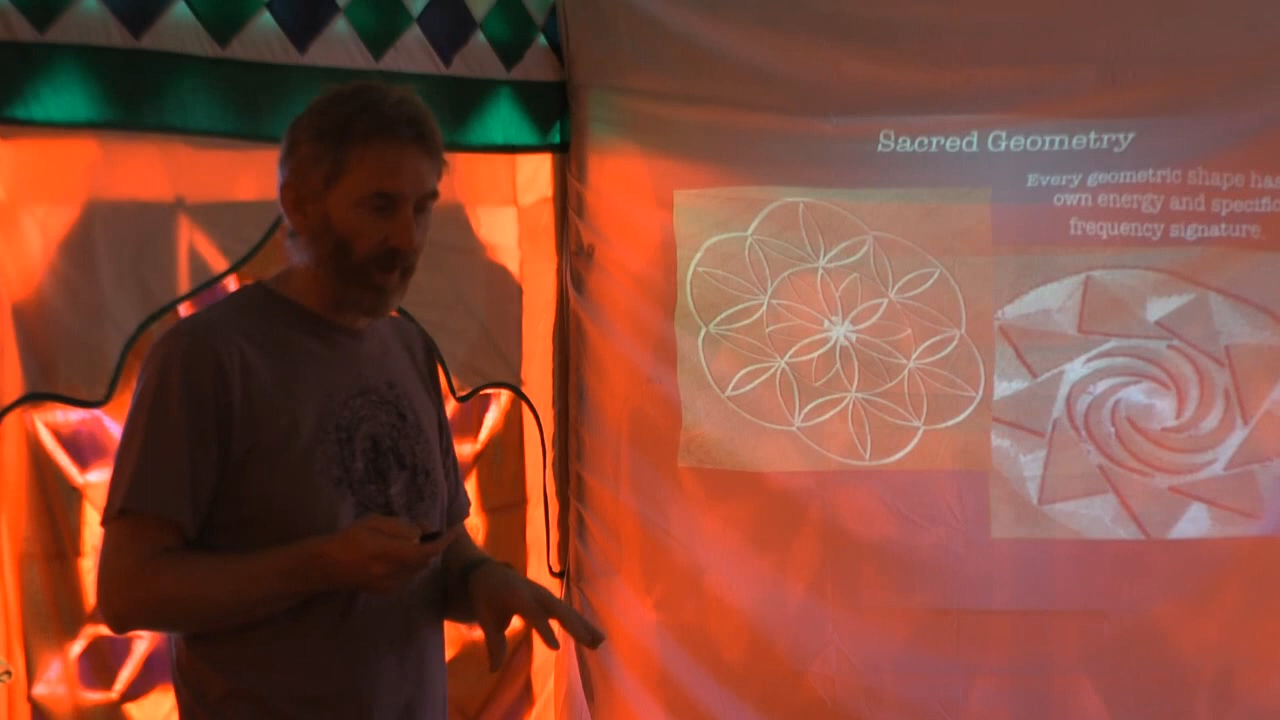 Sacred Geometry
Every geometric shape has
own energy and specific
frequency signature.